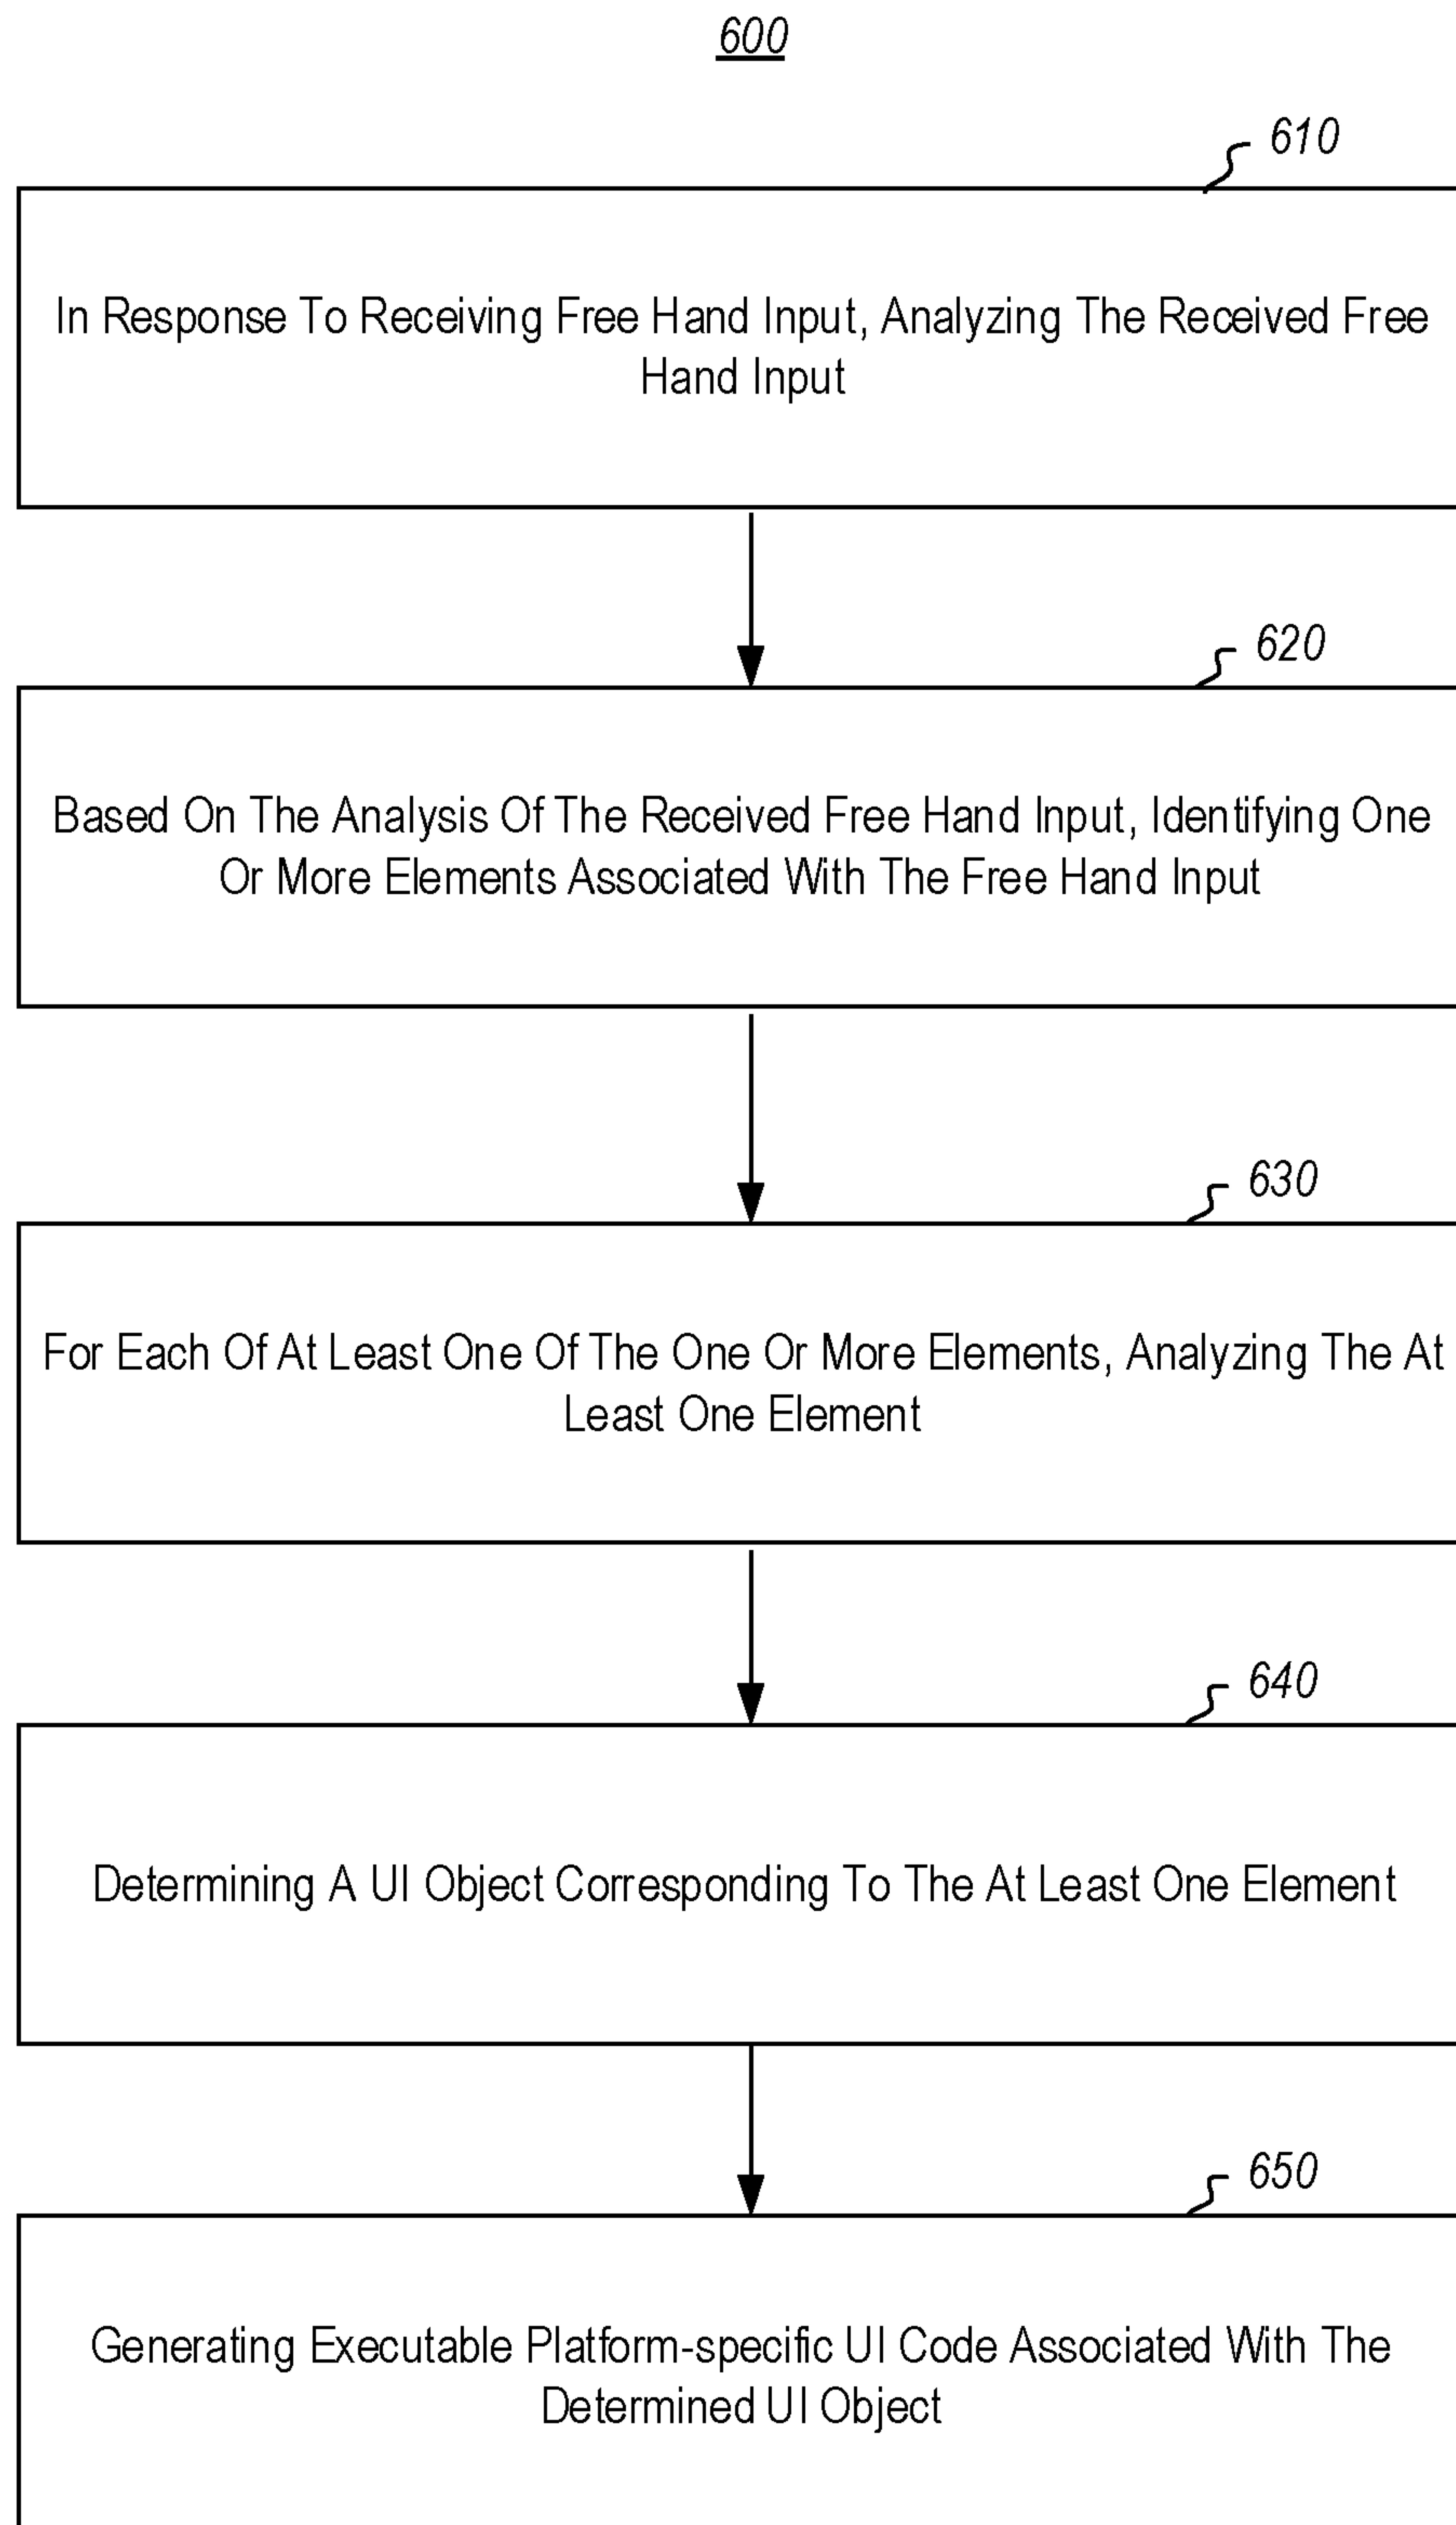 600
610
In Response To Receiving Free Hand Input, Analyzing The Received Free
Hand Input
620
Based On The Analysis Of The Received Free Hand Input, Identifying One
Or More Elements Associated With The Free Hand Input
630
For Each Of At Least One Of The One Or More Elements, Analyzing The At
Least One Element
640
Determining A UI Object Corresponding To The At Least One Element
650
Generating Executable Platform-specific UI Code Associated With The
Determined UI Object